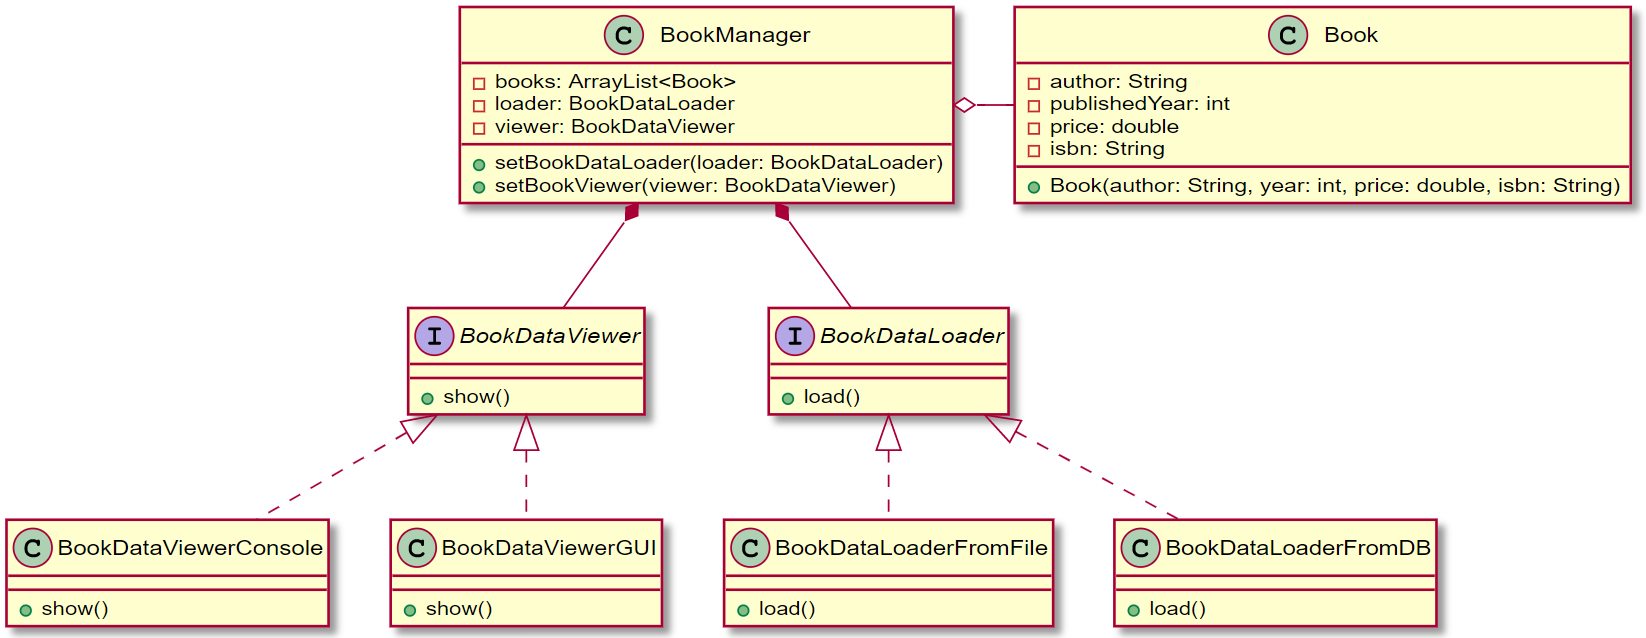 C BookManager
books: ArrayList<Book>
loader: BookDataLoader
viewer: BookDataViewer
setBookDataLoader(loader: BookDataLoader)
setBookViewer(viewer: BookDataViewer)
C Book
author: String
publishedYear: int
price: double
isbn: String
Book(author: String, year: int, price: double, isbn: String)
I BookDataViewer
show()
I BookDataLoader
load()
C BookDataViewerConsole
show()
C BookDataViewerGUI
show()
C BookDataLoaderFromFile
load()
C BookDataLoaderFromDB
load()